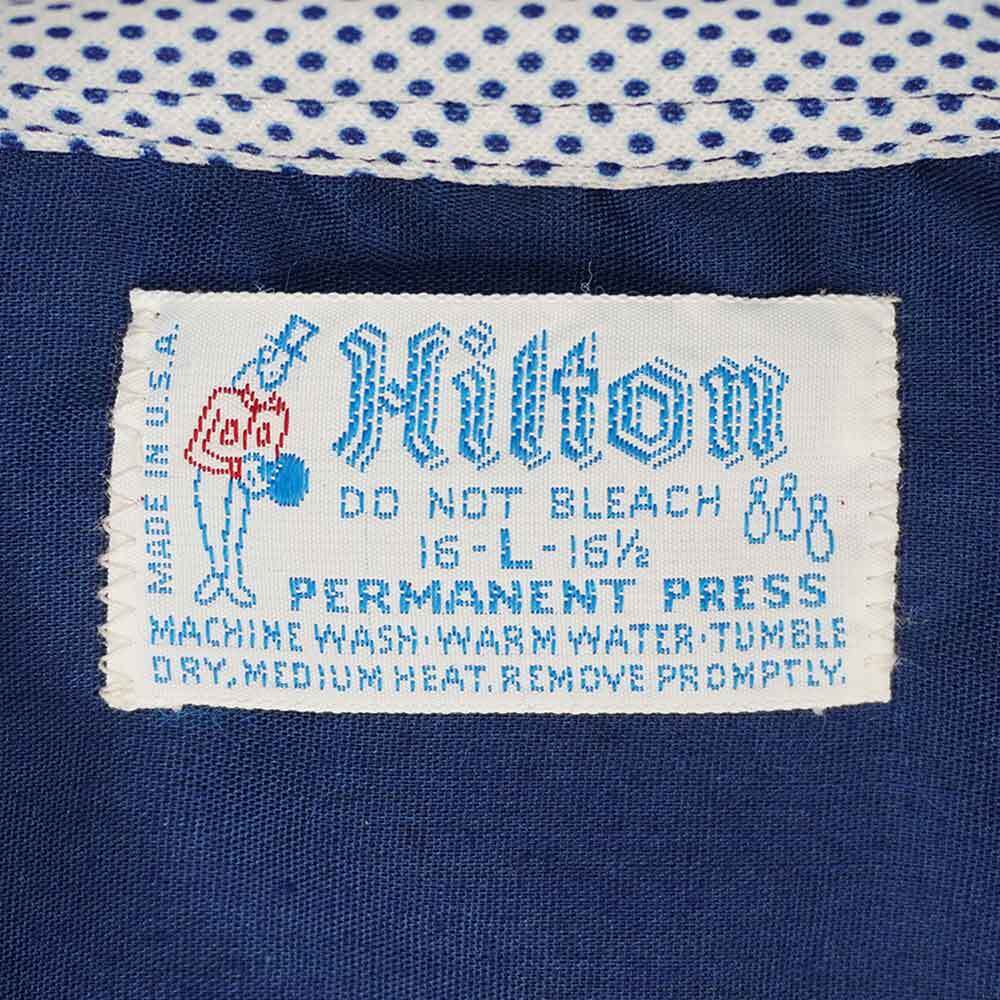 MADE IN U.S.A.
Hilton
DO NOT BLEACH
16-L-16½
PERMANENT PRESS
MACHINE WASH·WARM WATER·TUMBLE
DRY, MEDIUM HEAT. REMOVE PROMPTLY.